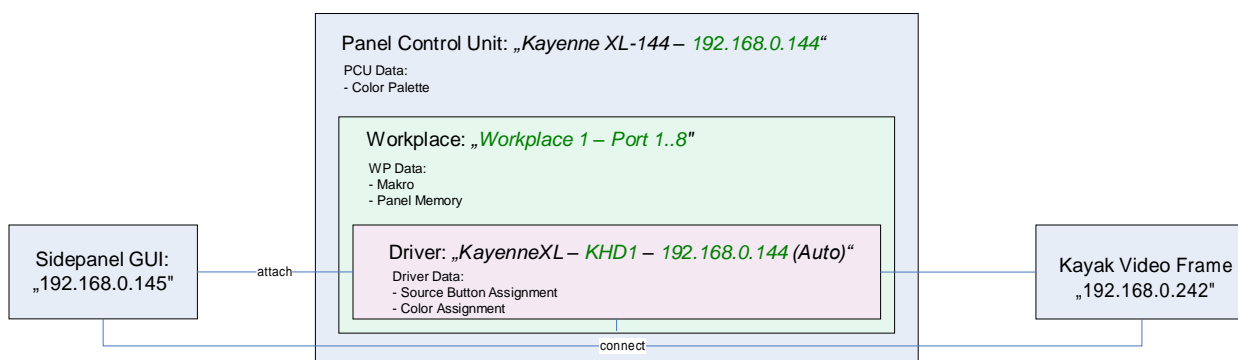 Panel Control Unit: „Kayenne XL-144 – 192.168.0.144“
PCU Data:
- Color Palette
Workplace: „Workplace 1 – Port 1..8"
WP Data:
- Makro
- Panel Memory
Driver: „KayenneXL – KHD1 – 192.168.0.144 (Auto)“
Driver Data:
- Source Button Assignment
- Color Assignment
Sidepanel GUI:
„192.168.0.145"
attach
Kayak Video Frame
„192.168.0.242"
connect